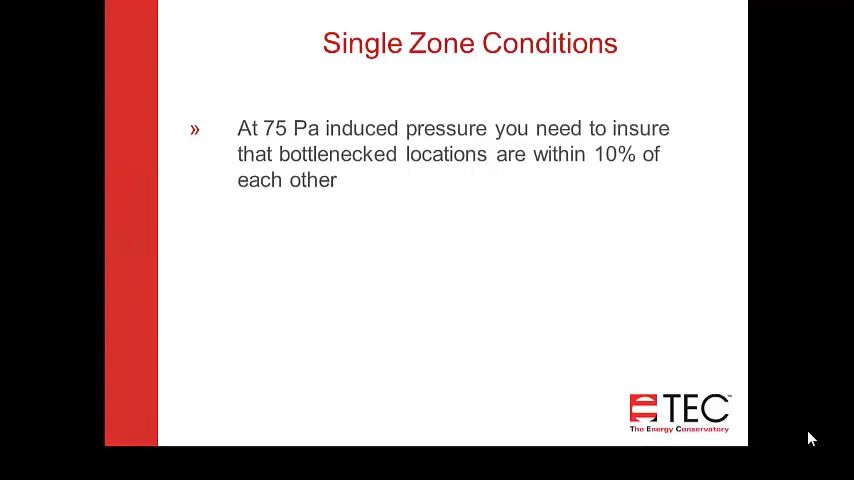 Single Zone Conditions
» At 75 Pa induced pressure you need to insure
that bottlenecked locations are within 10% of
each other
TEC™
The Energy Conservatory